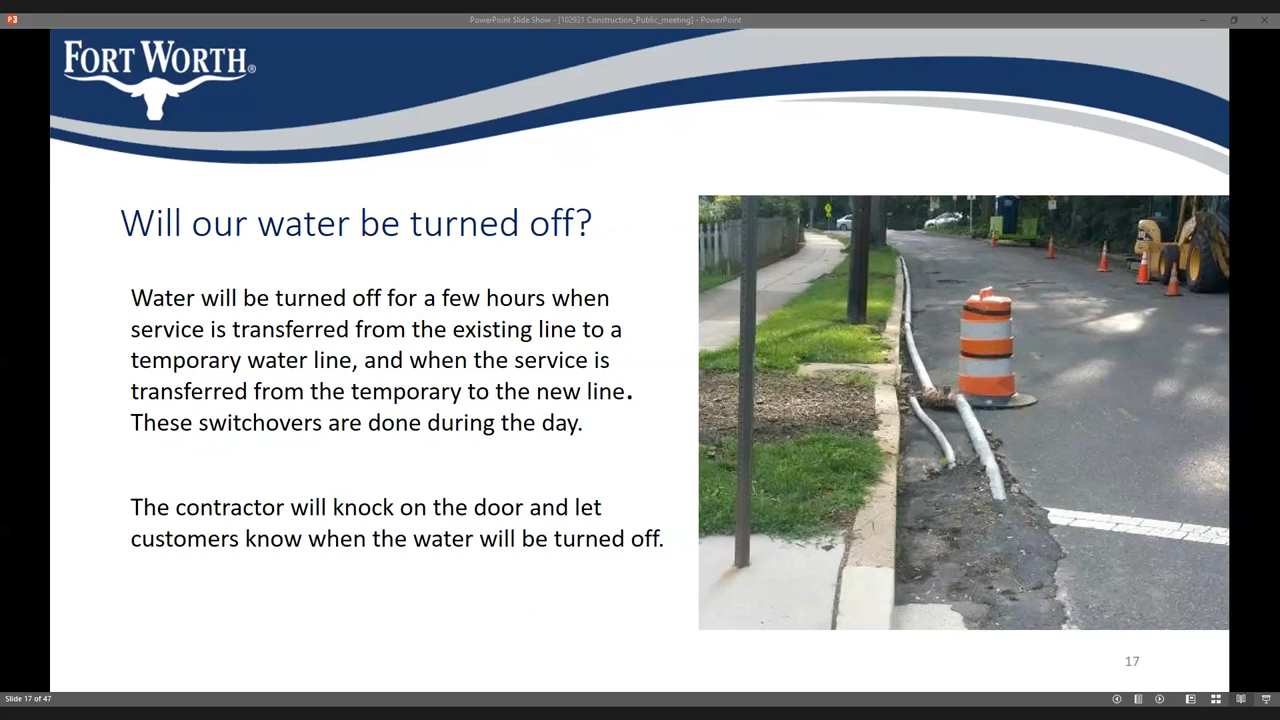 PowerPoint Slide Show - [102931 Construction_Public_meeting] - PowerPoint
FORT WORTH®
Will our water be turned off?
Water will be turned off for a few hours when
service is transferred from the existing line to a
temporary water line, and when the service is
transferred from the temporary to the new line.
These switchovers are done during the day.
The contractor will knock on the door and let
customers know when the water will be turned off.
17
Slide 17 of 47